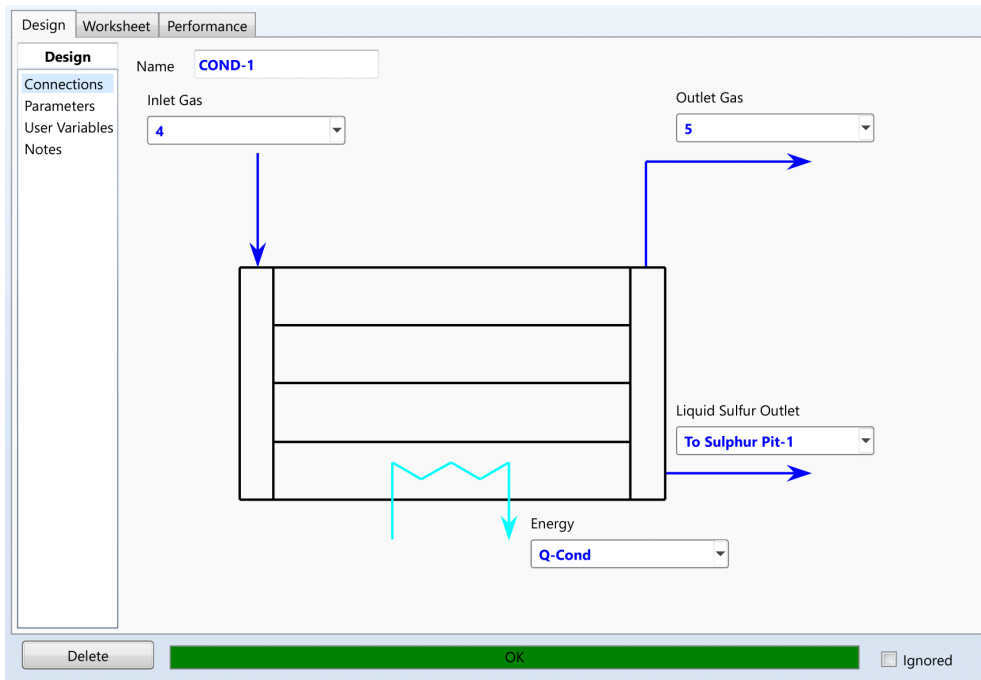 Design Worksheet Performance
Design
Connections
Parameters
User Variables
Notes
Name COND-1
Inlet Gas
4
Outlet Gas
5
Liquid Sulfur Outlet
To Sulphur Pit-1
Energy
Q-Cond
Delete
OK
Ignored